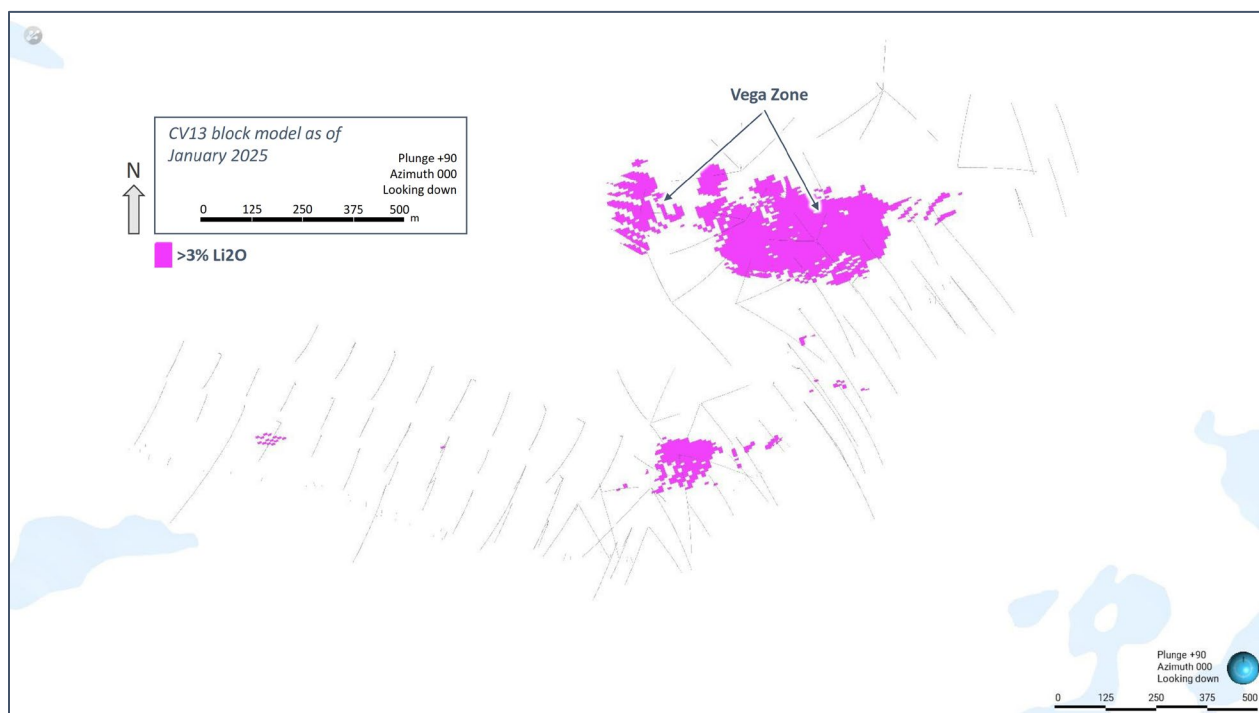 Vega Zone
CV13 block model as of
January 2025
Plunge +90
Azimuth 000
Looking down
0 125 250 375 500
m
N
>3% Li2O
Plunge +90
Azimuth 000
Looking down
0 125 250 375 500